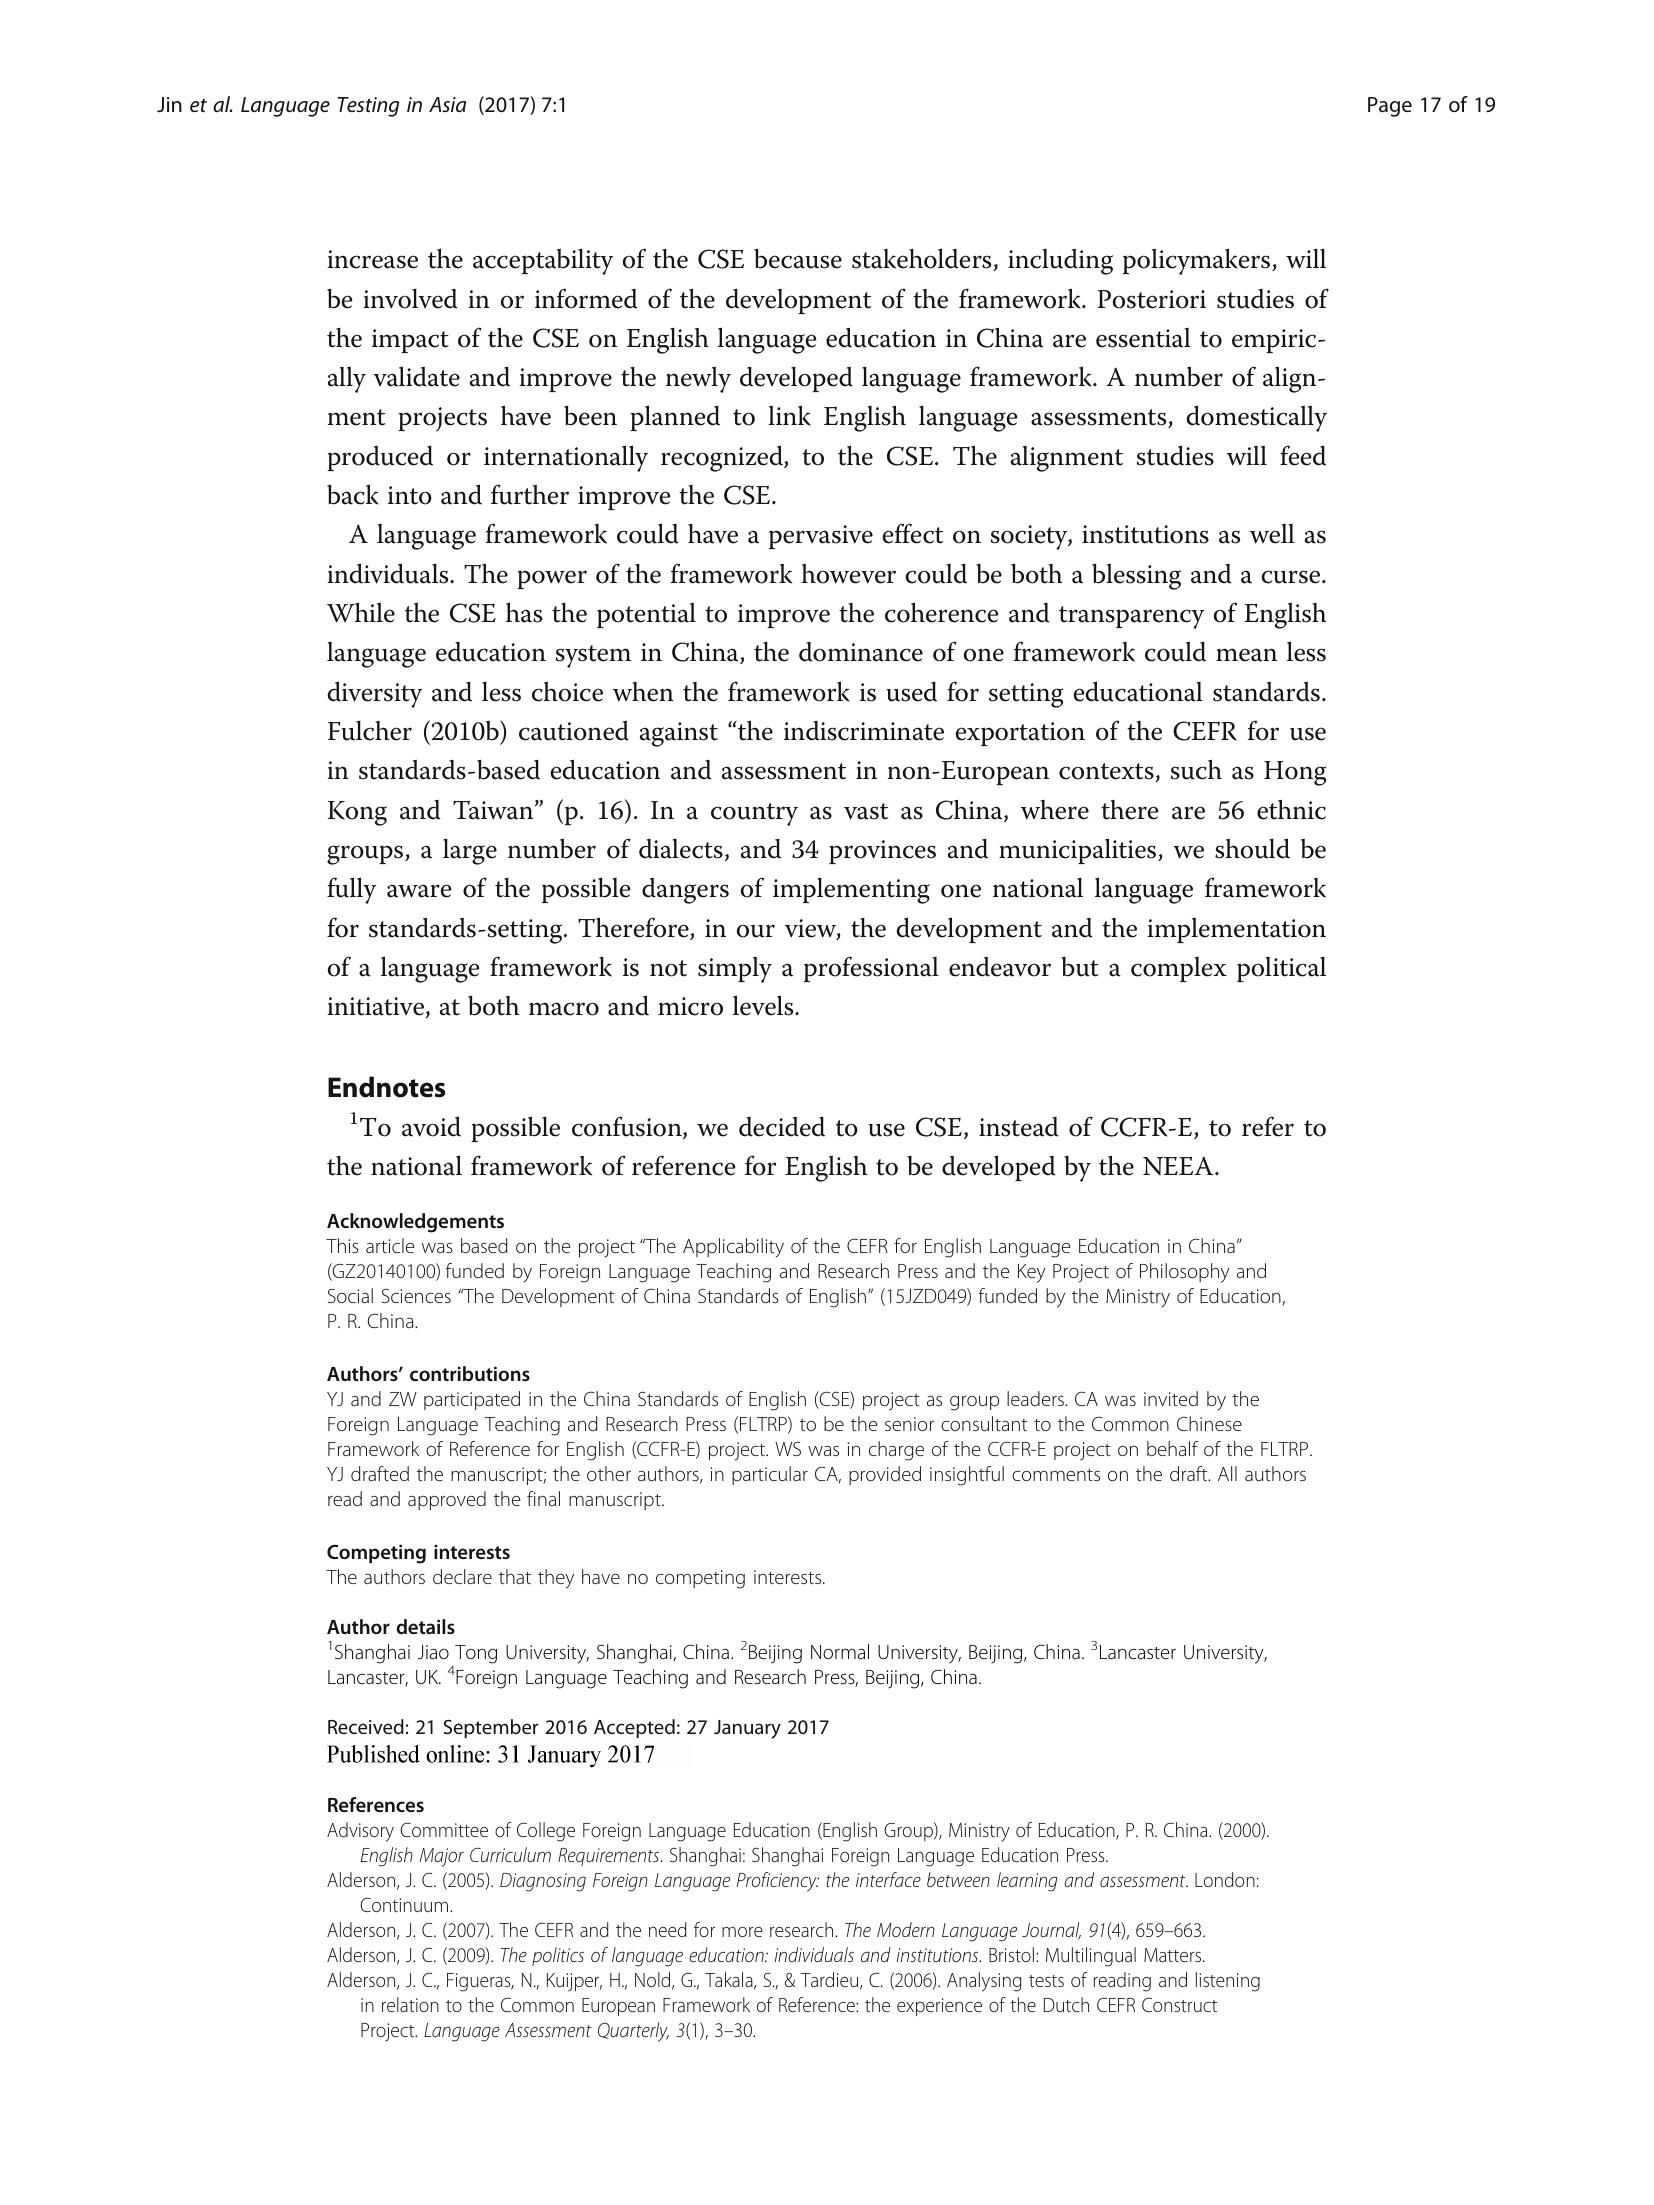 Jin et al. Language Testing in Asia (2017) 7:1
Page 17 of 19
increase the acceptability of the CSE because stakeholders, including policymakers, will
be involved in or informed of the development of the framework. Posteriori studies of
the impact of the CSE on English language education in China are essential to empiric-
ally validate and improve the newly developed language framework. A number of align-
ment projects have been planned to link English language assessments, domestically
produced or internationally recognized, to the CSE. The alignment studies will feed
back into and further improve the CSE.
A language framework could have a pervasive effect on society, institutions as well as
individuals. The power of the framework however could be both a blessing and a curse.
While the CSE has the potential to improve the coherence and transparency of English
language education system in China, the dominance of one framework could mean less
diversity and less choice when the framework is used for setting educational standards.
Fulcher (2010b) cautioned against “the indiscriminate exportation of the CEFR for use
in standards-based education and assessment in non-European contexts, such as Hong
Kong and Taiwan” (p. 16). In a country as vast as China, where there are 56 ethnic
groups, a large number of dialects, and 34 provinces and municipalities, we should be
fully aware of the possible dangers of implementing one national language framework
for standards-setting. Therefore, in our view, the development and the implementation
of a language framework is not simply a professional endeavor but a complex political
initiative, at both macro and micro levels.
Endnotes
¹To avoid possible confusion, we decided to use CSE, instead of CCFR-E, to refer to
the national framework of reference for English to be developed by the NEEA.
Acknowledgements
This article was based on the project “The Applicability of the CEFR for English Language Education in China”
(GZ20140100) funded by Foreign Language Teaching and Research Press and the Key Project of Philosophy and
Social Sciences “The Development of China Standards of English” (15JZD049) funded by the Ministry of Education,
P. R. China.
Authors’ contributions
YJ and ZW participated in the China Standards of English (CSE) project as group leaders. CA was invited by the
Foreign Language Teaching and Research Press (FLTRP) to be the senior consultant to the Common Chinese
Framework of Reference for English (CCFR-E) project. WS was in charge of the CCFR-E project on behalf of the FLTRP.
YJ drafted the manuscript; the other authors, in particular CA, provided insightful comments on the draft. All authors
read and approved the final manuscript.
Competing interests
The authors declare that they have no competing interests.
Author details
¹Shanghai Jiao Tong University, Shanghai, China. ²Beijing Normal University, Beijing, China. ³Lancaster University,
Lancaster, UK. ⁴Foreign Language Teaching and Research Press, Beijing, China.
Received: 21 September 2016 Accepted: 27 January 2017
Published online: 31 January 2017
References
Advisory Committee of College Foreign Language Education (English Group), Ministry of Education, P. R. China. (2000).
English Major Curriculum Requirements. Shanghai: Shanghai Foreign Language Education Press.
Alderson, J. C. (2005). Diagnosing Foreign Language Proficiency: the interface between learning and assessment. London:
Continuum.
Alderson, J. C. (2007). The CEFR and the need for more research. The Modern Language Journal, 91(4), 659–663.
Alderson, J. C. (2009). The politics of language education: individuals and institutions. Bristol: Multilingual Matters.
Alderson, J. C., Figueras, N., Kuijper, H., Nold, G., Takala, S., & Tardieu, C. (2006). Analysing tests of reading and listening
in relation to the Common European Framework of Reference: the experience of the Dutch CEFR Construct
Project. Language Assessment Quarterly, 3(1), 3–30.